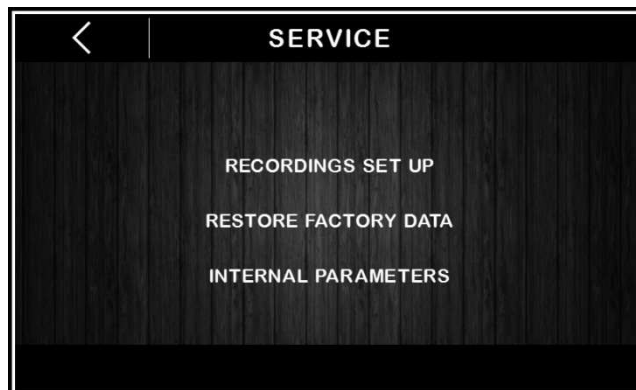 SERVICE
RECORDINGS SET UP
RESTORE FACTORY DATA
INTERNAL PARAMETERS